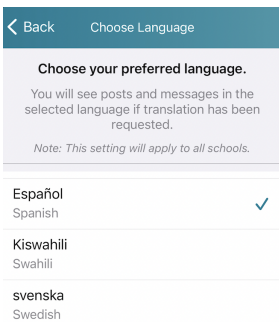 Back Choose Language
Choose your preferred language.
You will see posts and messages in the
selected language if translation has been
requested.
Note: This setting will apply to all schools.
Español
Spanish
Kiswahili
Swahili
svenska
Swedish